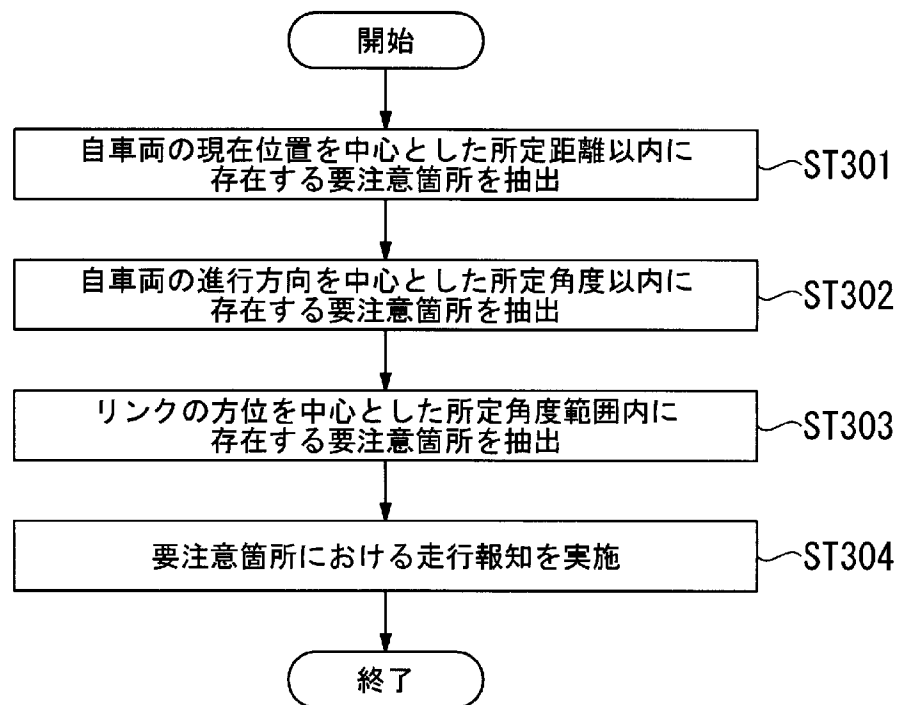 開始
自車両の現在位置を中心とした所定距離以内に
存在する要注意箇所を抽出
ST301
自車両の進行方向を中心とした所定角度以内に
存在する要注意箇所を抽出
ST302
リンクの方位を中心とした所定角度範囲内に
存在する要注意箇所を抽出
ST303
要注意箇所における走行報知を実施
ST304
終了